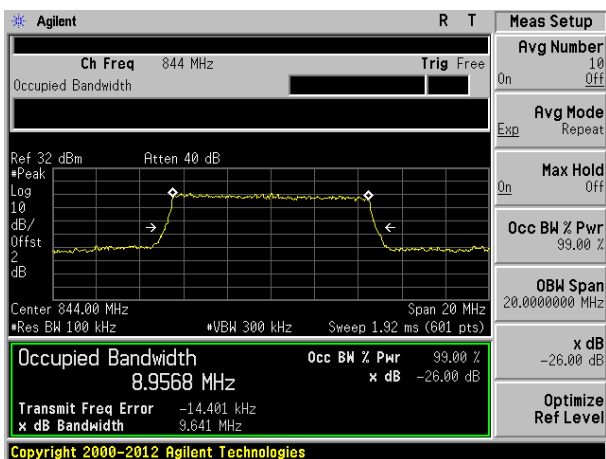 Agilent R T
Ch Freq 844 MHz Trig Free
Occupied Bandwidth
Ref 32 dBm Atten 40 dB
#Peak
Log
10
dB/
Offst
2
dB
Center 844.00 MHz Span 20 MHz
#Res BW 100 kHz #VBW 300 kHz Sweep 1.92 ms (601 pts)
Occupied Bandwidth Occ BW % Pwr 99.00 %
8.9568 MHz x dB -26.00 dB
Transmit Freq Error -14.401 kHz
x dB Bandwidth 9.641 MHz
Copyright 2000-2012 Agilent Technologies
Meas Setup
Avg Number
10
On Off
Avg Mode
Exp Repeat
Max Hold
On Off
Occ BW % Pwr
99.00 %
OBW Span
20.0000000 MHz
x dB
-26.00 dB
Optimize
Ref Level